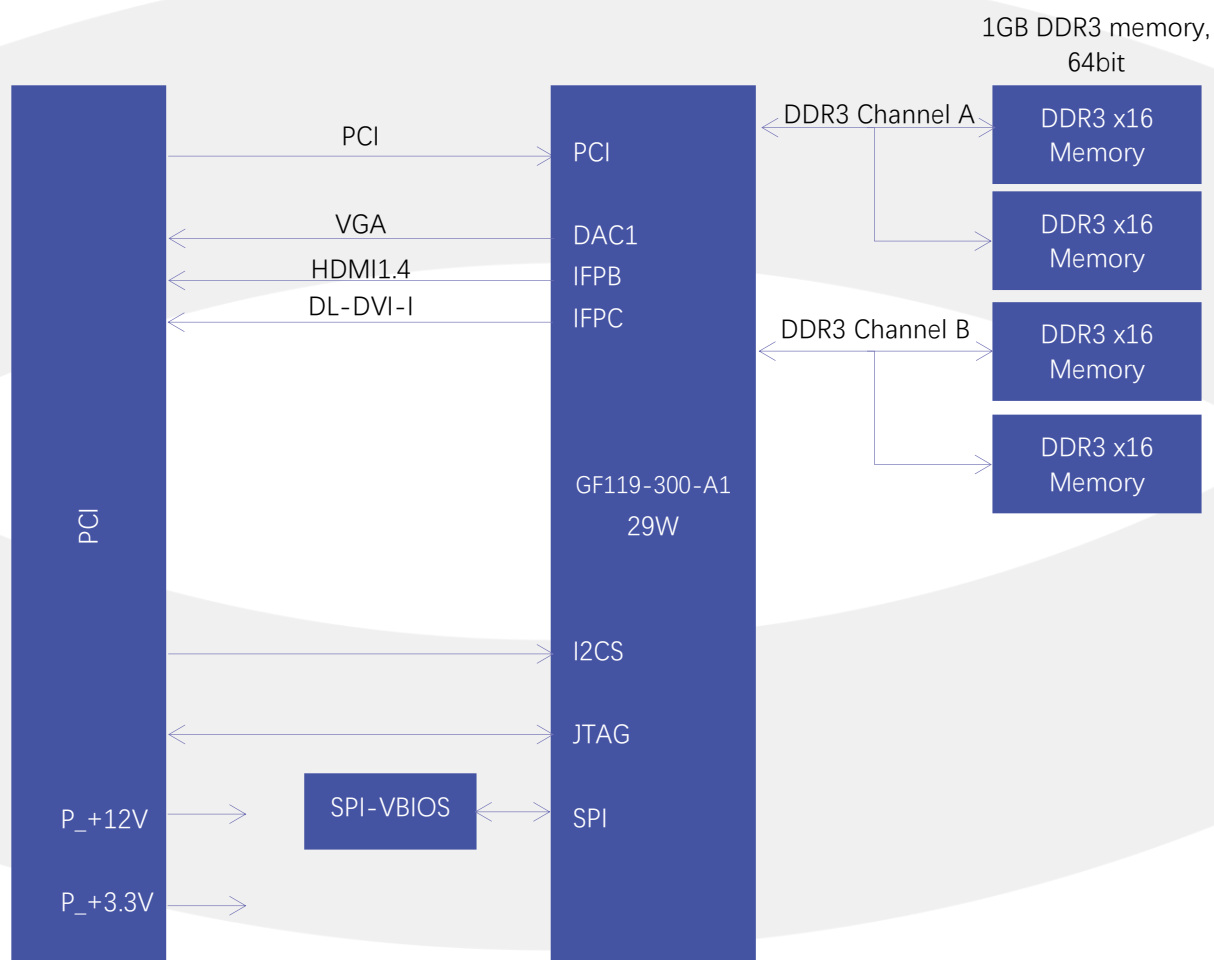 1GB DDR3 memory,
64bit
PCI
P_+12V
P_+3.3V
PCI
VGA
HDMI1.4
DL-DVI-I
SPI-VBIOS
PCI
DAC1
IFPB
IFPC
GF119-300-A1
29W
I2CS
JTAG
SPI
DDR3 Channel A
DDR3 Channel B
DDR3 x16
Memory
DDR3 x16
Memory
DDR3 x16
Memory
DDR3 x16
Memory